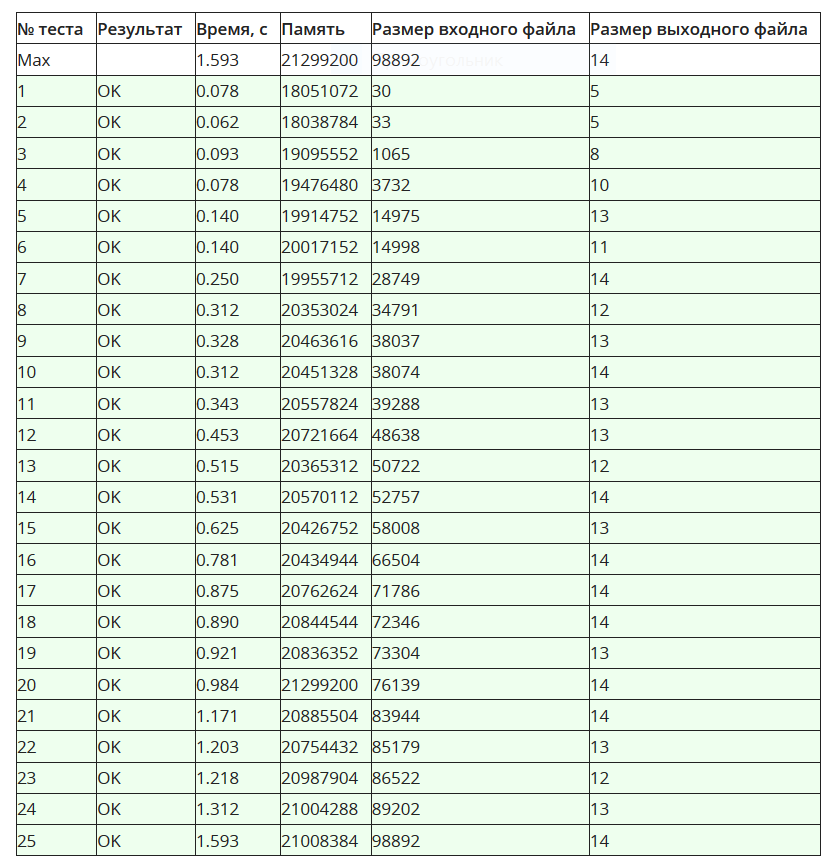 № теста Результат Время, с Память Размер входного файла Размер выходного файла
Max 1.593 21299200 98892 14
1 OK 0.078 18051072 30 5
2 OK 0.062 18038784 33 5
3 OK 0.093 19095552 1065 8
4 OK 0.078 19476480 3732 10
5 OK 0.140 19914752 14975 13
6 OK 0.140 20017152 14998 11
7 OK 0.250 19955712 28749 14
8 OK 0.312 20353024 34791 12
9 OK 0.328 20463616 38037 13
10 OK 0.312 20451328 38074 14
11 OK 0.343 20557824 39288 13
12 OK 0.453 20721664 48638 13
13 OK 0.515 20365312 50722 12
14 OK 0.531 20570112 52757 14
15 OK 0.625 20426752 58008 13
16 OK 0.781 20434944 66504 14
17 OK 0.875 20762624 71786 14
18 OK 0.890 20844544 72346 14
19 OK 0.921 20836352 73304 13
20 OK 0.984 21299200 76139 14
21 OK 1.171 20885504 83944 14
22 OK 1.203 20754432 85179 13
23 OK 1.218 20987904 86522 12
24 OK 1.312 21004288 89202 13
25 OK 1.593 21008384 98892 14